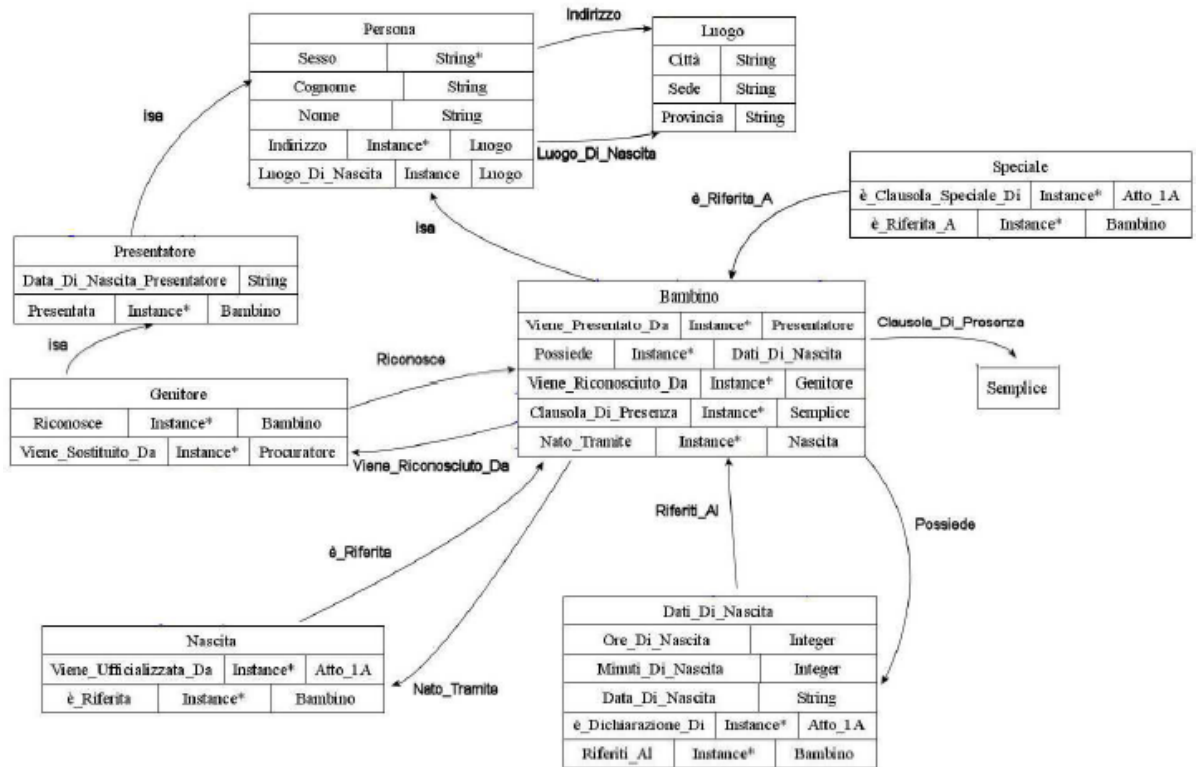 Indirizzo
Persona
Sesso String*
Cognome String
Nome String
Indirizzo Instance* Luogo
Luogo_Di_Nascita Instance Luogo
Luogo
Città String
Sede String
Provincia String
Luogo_Di_Nascita
isa
isa
Speciale
è_Clausola_Speciale_Di Instance* Atto_1A
è_Riferita_A Instance* Bambino
è_Riferita_A
Presentatore
Data_Di_Nascita_Presentatore String
Presentata Instance* Bambino
isa
Bambino
Viene_Presentato_Da Instance* Presentatore
Possiede Instance* Dati_Di_Nascita
Viene_Riconosciuto_Da Instance* Genitore
Clausola_Di_Presenza Instance* Semplice
Nato_Tramite Instance* Nascita
Clausola_Di_Presenza
Semplice
Riconosce
Genitore
Riconosce Instance* Bambino
Viene_Sostituito_Da Instance* Procuratore
Viene_Riconosciuto_Da
Riferiti_Al
Possiede
è_Riferita
Nascita
Viene_Ufficializzata_Da Instance* Atto_1A
è_Riferita Instance* Bambino
Nato_Tramite
Dati_Di_Nascita
Ore_Di_Nascita Integer
Minuti_Di_Nascita Integer
Data_Di_Nascita String
è_Dichiarazione_Di Instance* Atto_1A
Riferiti_Al Instance* Bambino